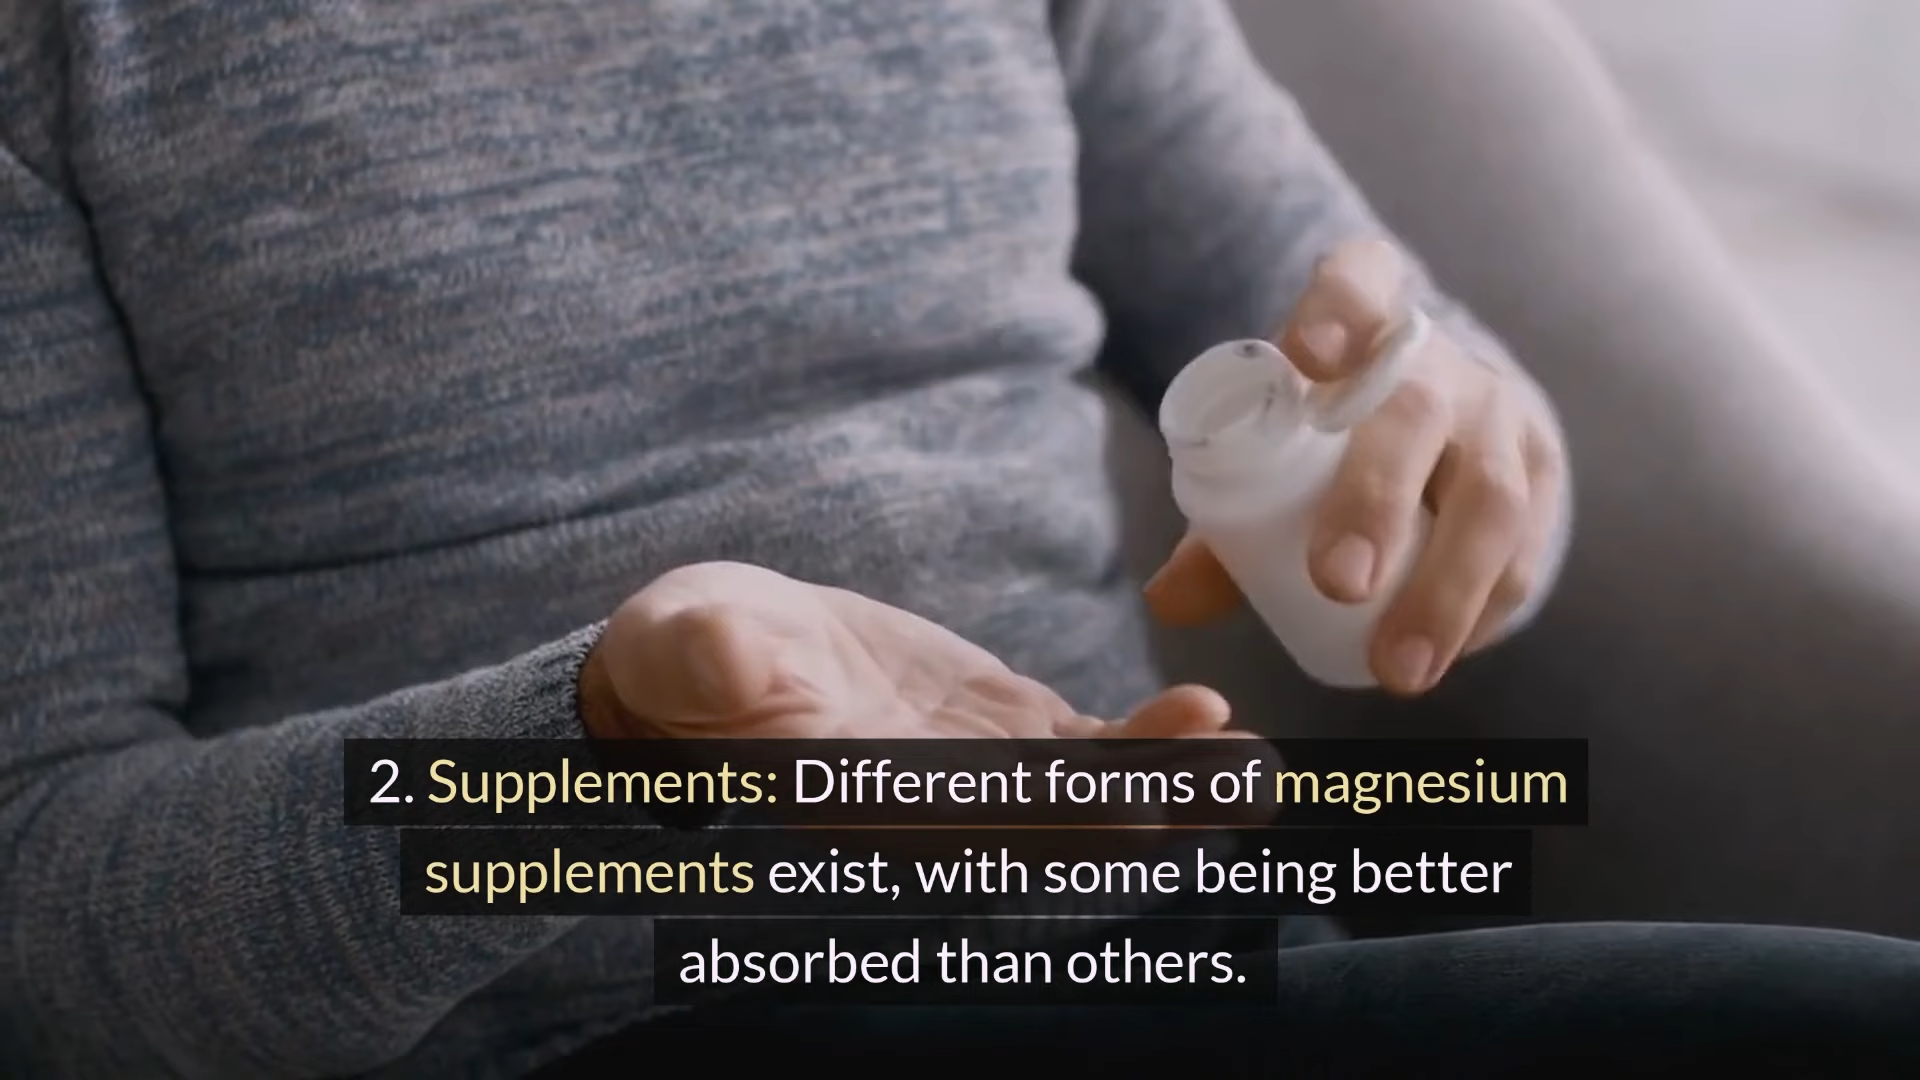 2. Supplements: Different forms of magnesium
supplements exist, with some being better
absorbed than others.